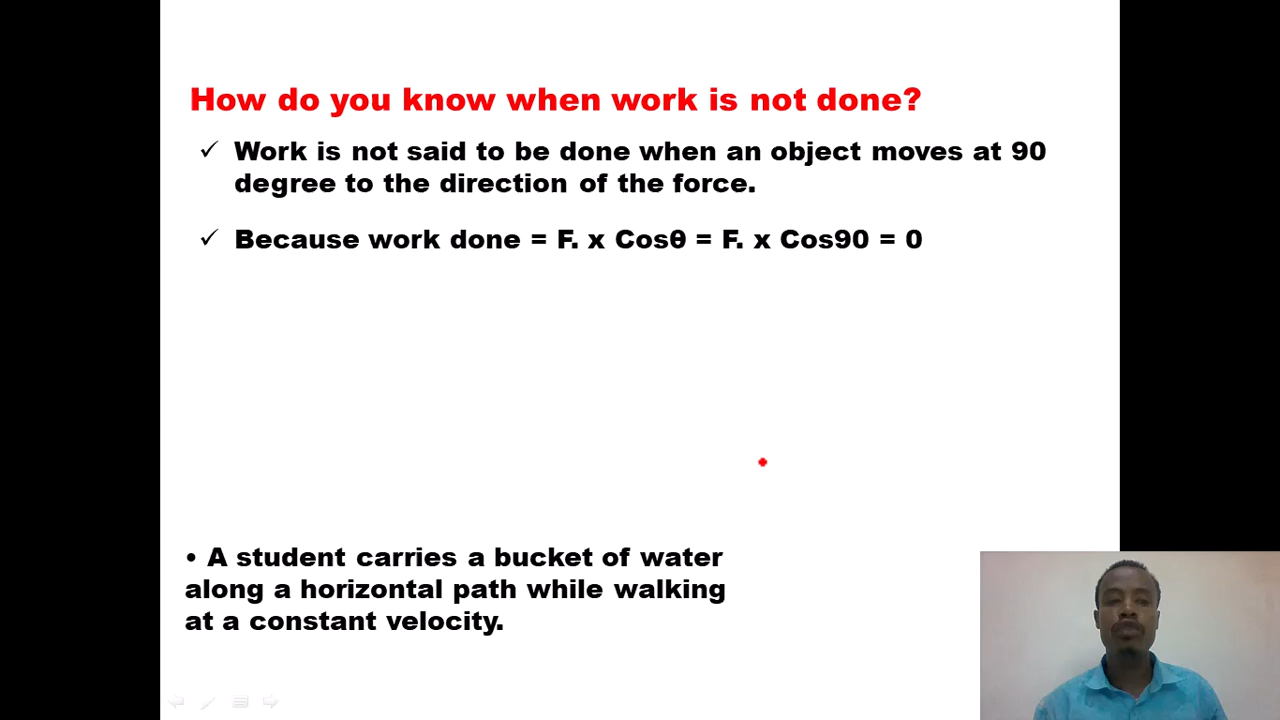 How do you know when work is not done?
✓ Work is not said to be done when an object moves at 90
degree to the direction of the force.
✓ Because work done = F. x Cosθ = F. x Cos90 = 0
• A student carries a bucket of water
along a horizontal path while walking
at a constant velocity.